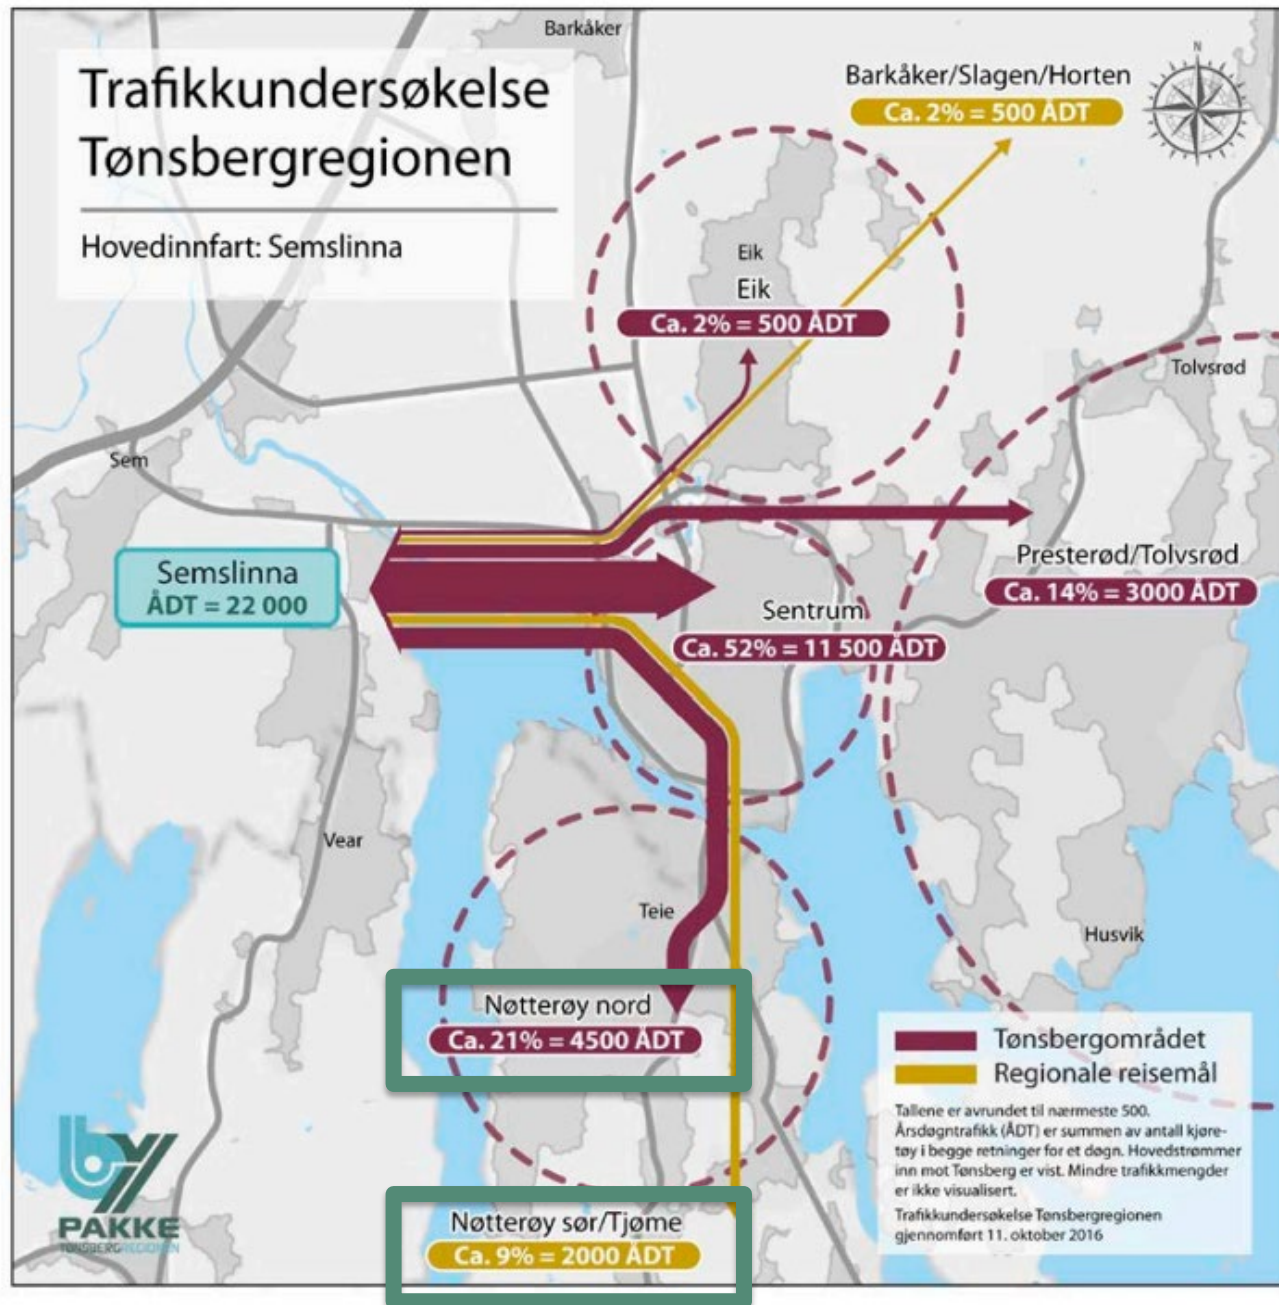 Trafikkundersøkelse
Tønsbergregionen
Hovedinnfart: Semslinna
Barkåker
Barkåker/Slagen/Horten
Ca. 2% = 500 ÅDT
N
Eik
Eik
Ca. 2% = 500 ÅDT
Tolvsrød
Sem
Semslinna
ÅDT = 22 000
Presterød/Tolvsrød
Ca. 14% = 3000 ÅDT
Sentrum
Ca. 52% = 11 500 ÅDT
Vear
Teie
Husvik
Nøtterøy nord
Ca. 21% = 4500 ÅDT
Nøtterøy sør/Tjøme
Ca. 9% = 2000 ÅDT
Tønsbergområdet
Regionale reisemål
Tallene er avrundet til nærmeste 500.
Årsdøgntrafikk (ÅDT) er summen av antall kjøre-
tøy i begge retninger for et døgn. Hovedstrømmer
inn mot Tønsberg er vist. Mindre trafikkmengder
er ikke visualisert.
Trafikkundersøkelse Tønsbergregionen
gjennomført 11. oktober 2016
by
PAKKE
TØNSBERGREGIONEN